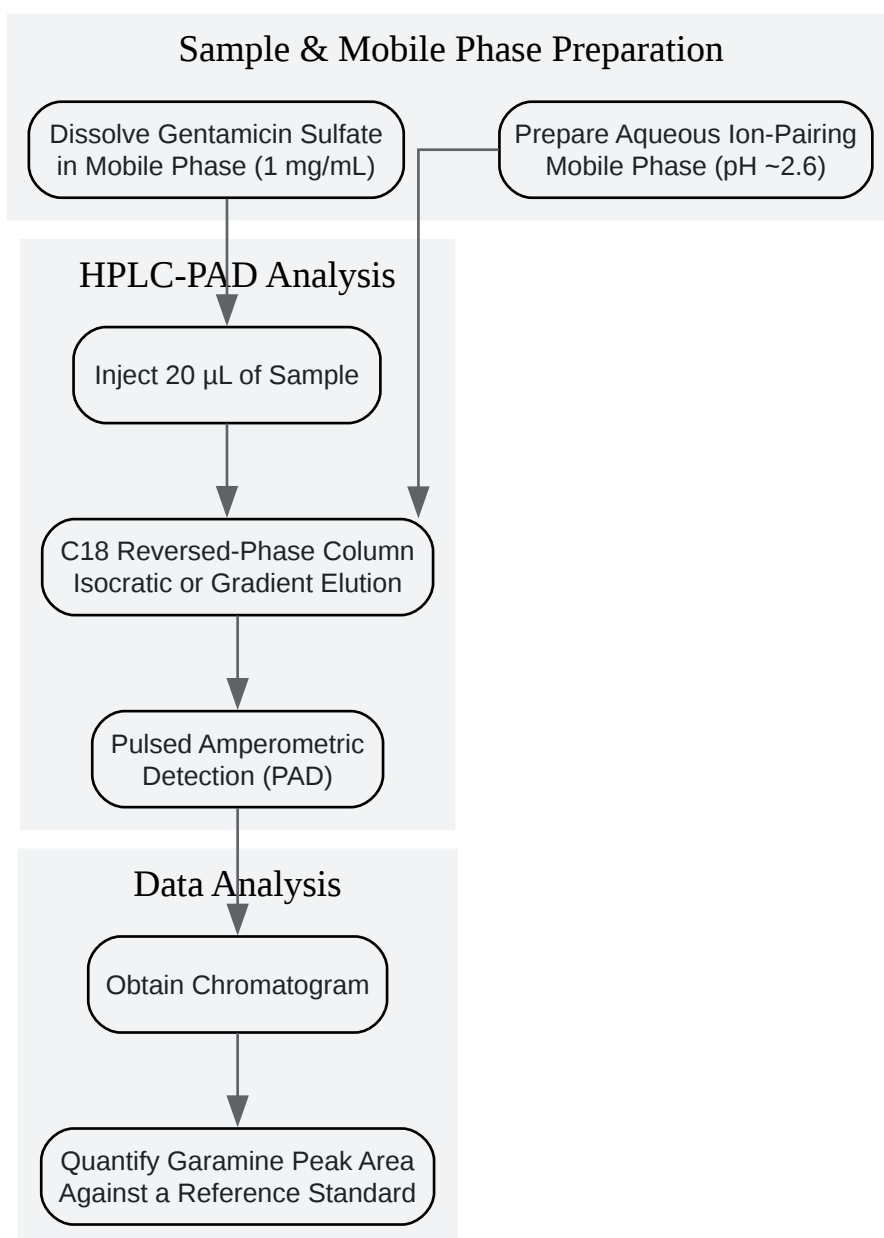 Sample & Mobile Phase Preparation
Dissolve Gentamicin Sulfate
in Mobile Phase (1 mg/mL)
Prepare Aqueous Ion-Pairing
Mobile Phase (pH ~2.6)
HPLC-PAD Analysis
Inject 20 µL of Sample
C18 Reversed-Phase Column
Isocratic or Gradient Elution
Pulsed Amperometric
Detection (PAD)
Data Analysis
Obtain Chromatogram
Quantify Garamine Peak Area
Against a Reference Standard